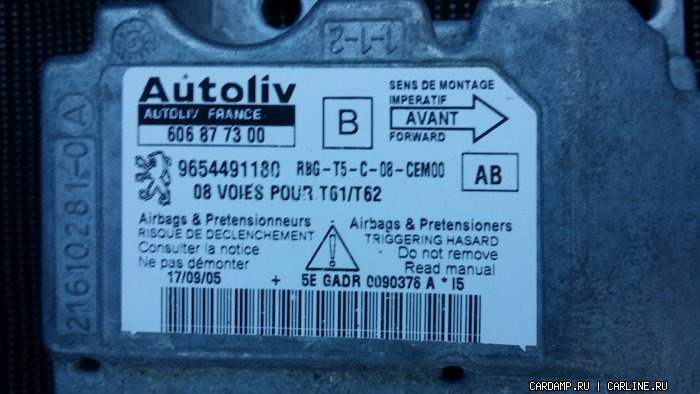 1-1-2
21610281-0 A
Autoliv
AUTOLIV FRANCE
606 87 73 00
B
SENS DE MONTAGE
IMPERATIF
AVANT
FORWARD
9654491180 RBG-T5-C-08-CEM00
AB
08 VOIES POUR T61/T62
Airbags & Pretensionneurs
RISQUE DE DECLENCHEMENT
Consulter la notice
Ne pas démonter
Airbags & Pretensioners
TRIGGERING HASARD
Do not remove
Read manual
17/09/05 + 5E GADR 0090376 A * I5
CARDAMP.RU | CARLINE.RU